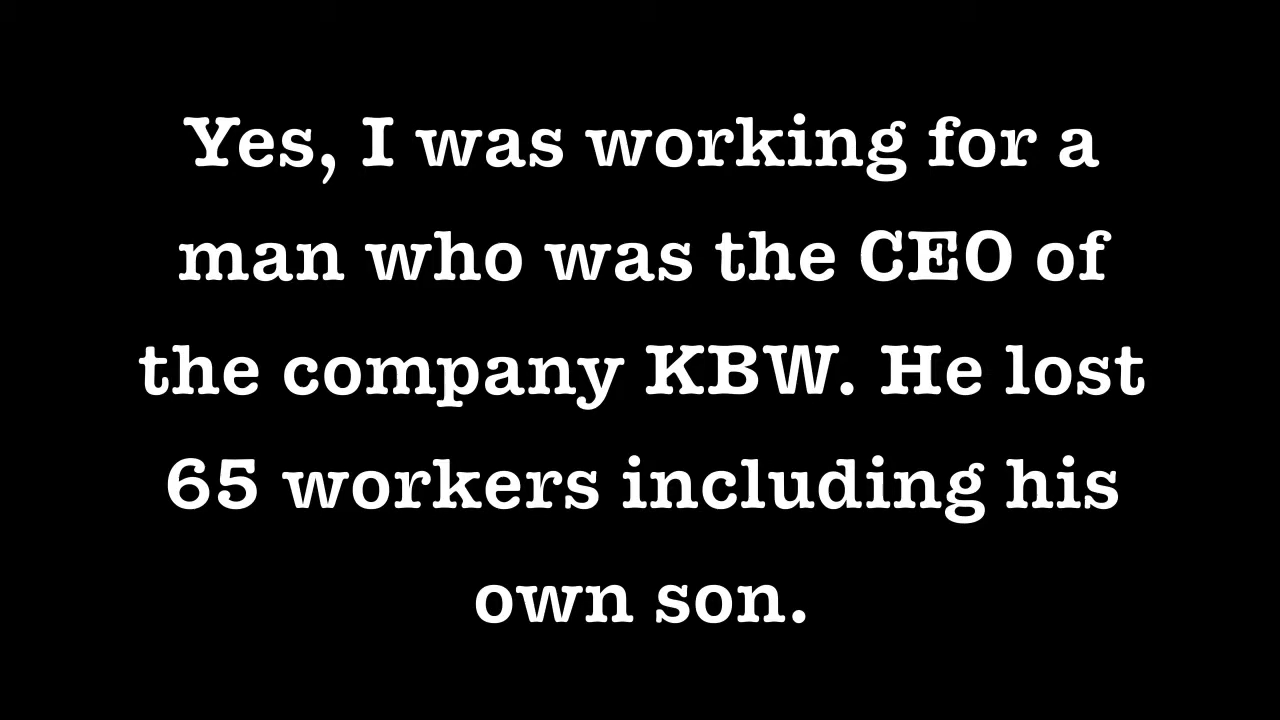 Yes, I was working for a
man who was the CEO of
the company KBW. He lost
65 workers including his
own son.